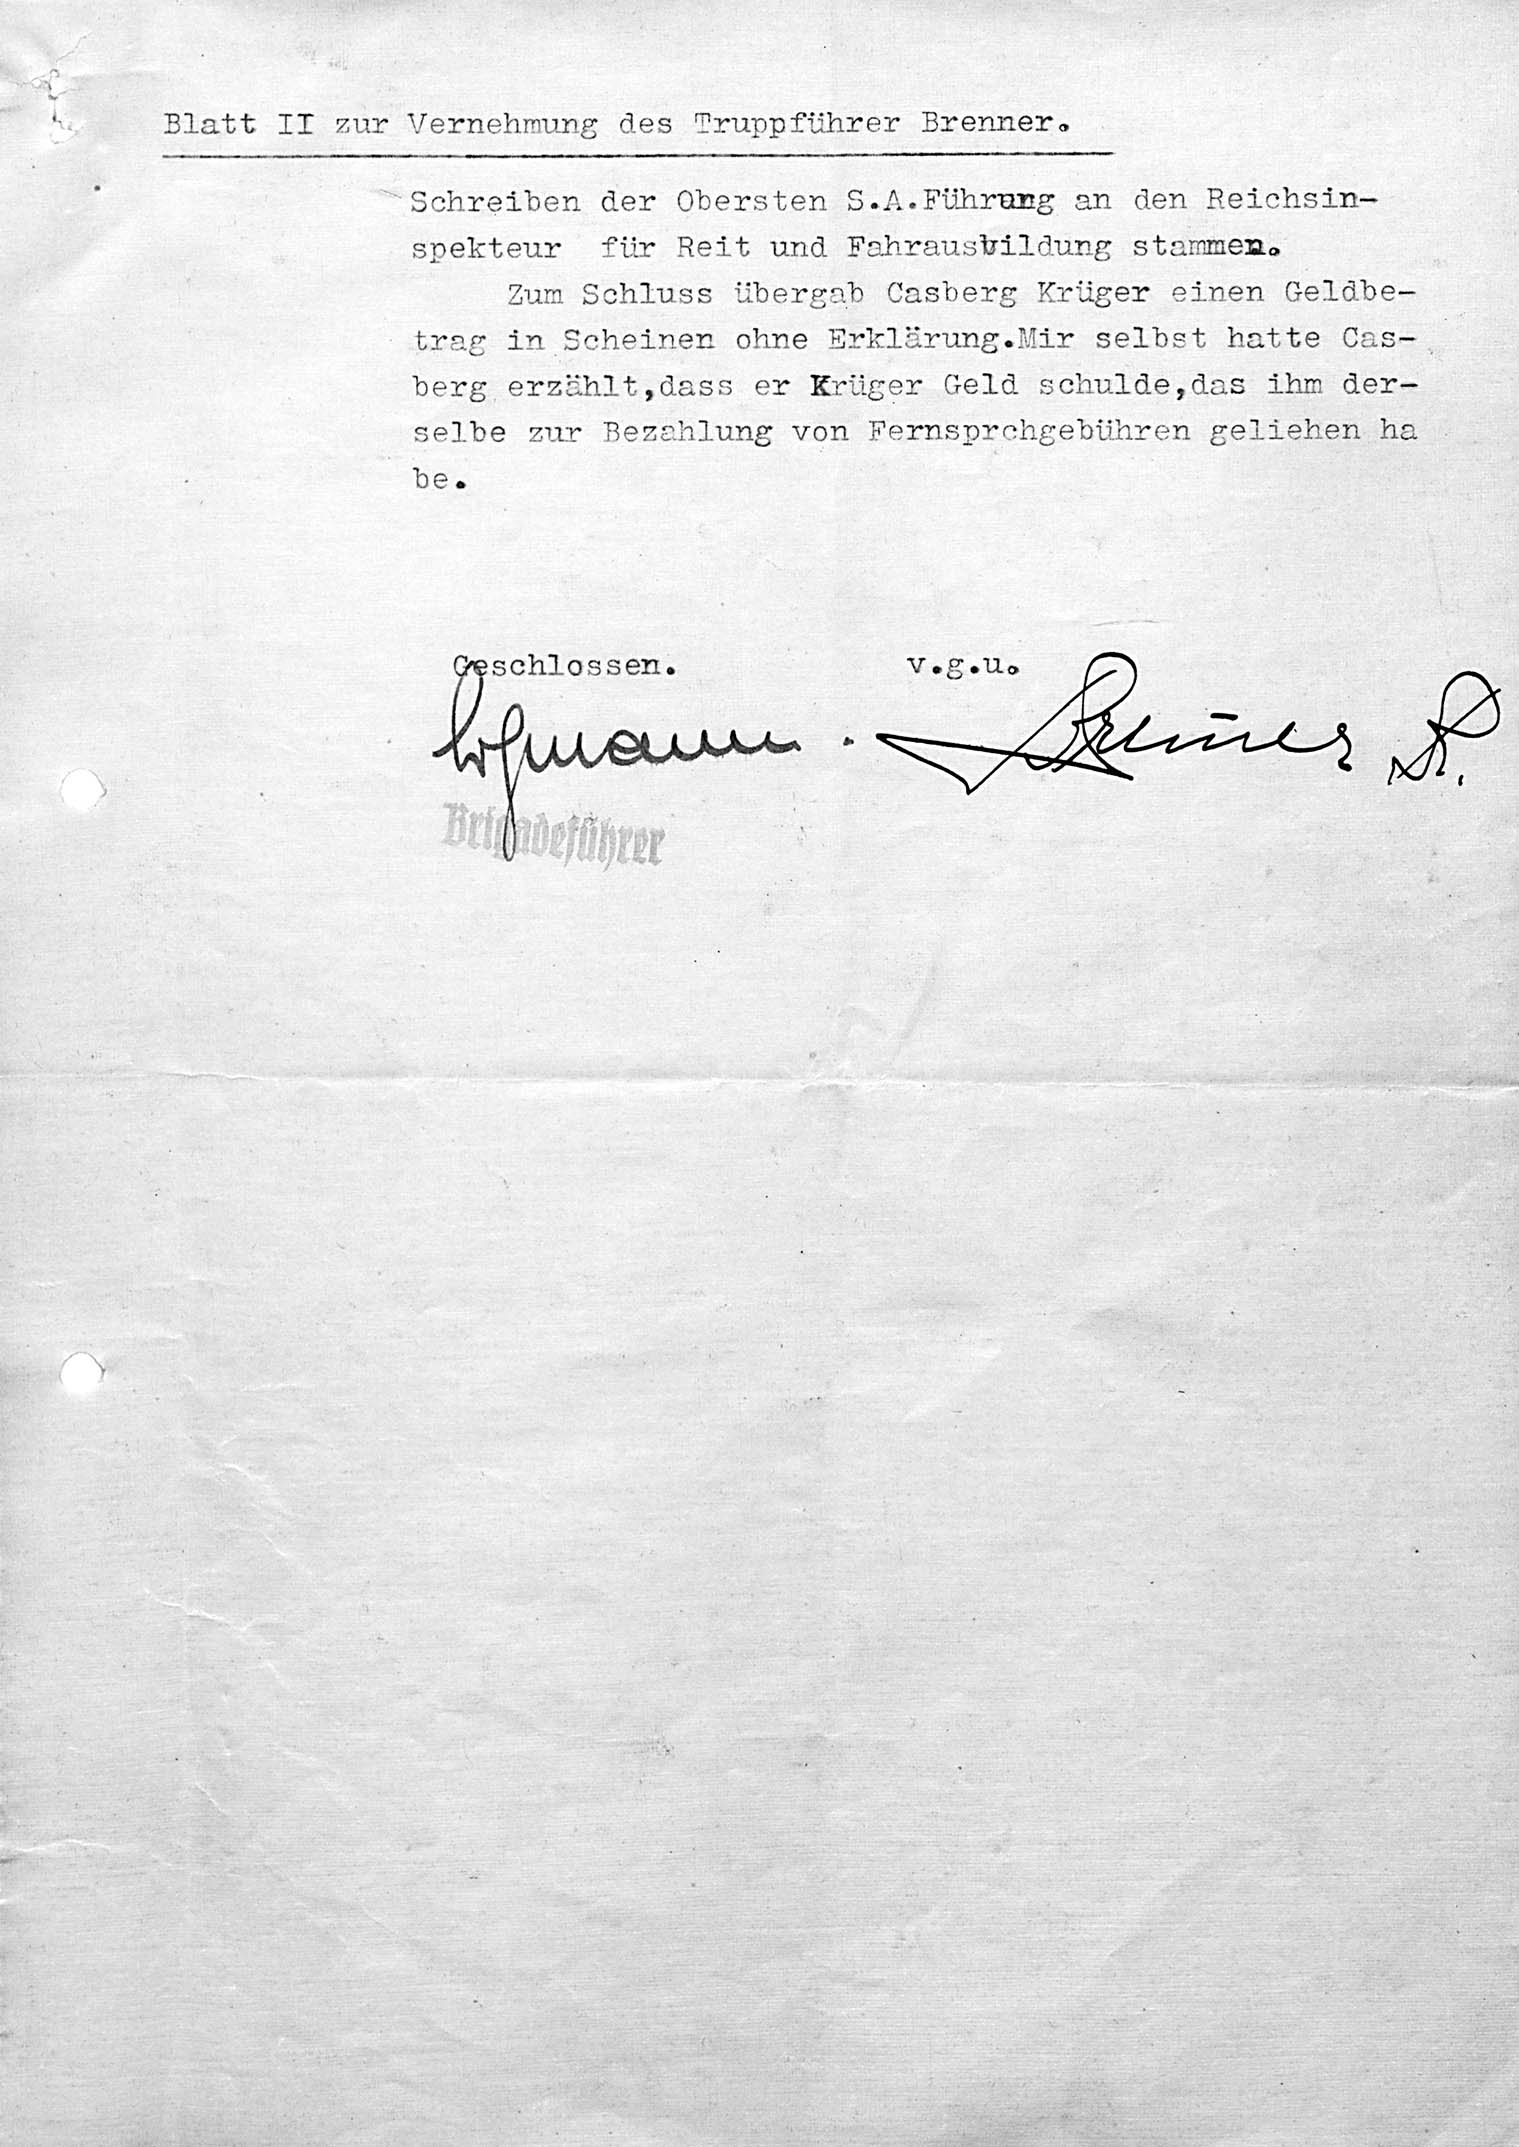 Blatt II zur Vernehmung des Truppführer Brenner.
Schreiben der Obersten S.A.Führung an den Reichsin-
spekteur für Reit und Fahrausbildung stammen.
Zum Schluss übergab Casberg Krüger einen Geldbe-
trag in Scheinen ohne Erklärung.Mir selbst hatte Cas-
berg erzählt,dass er Krüger Geld schulde,das ihm der-
selbe zur Bezahlung von Fernsprchgebühren geliehen ha
be.
Geschlossen. v.g.u.
Brenner
Brigadeführer